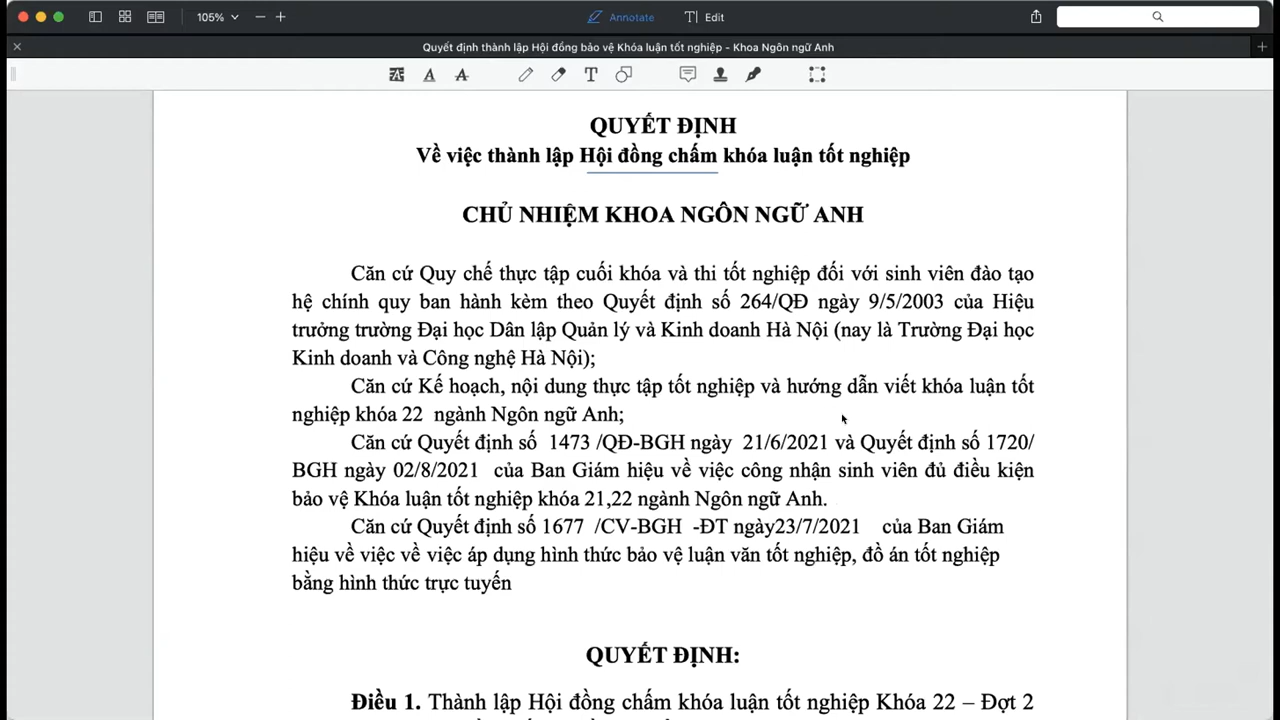 105%
Annotate
Edit
Quyết định thành lập Hội đồng bảo vệ Khóa luận tốt nghiệp - Khoa Ngôn ngữ Anh
QUYẾT ĐỊNH
Về việc thành lập Hội đồng chấm khóa luận tốt nghiệp
CHỦ NHIỆM KHOA NGÔN NGỮ ANH
Căn cứ Quy chế thực tập cuối khóa và thi tốt nghiệp đối với sinh viên đào tạo
hệ chính quy ban hành kèm theo Quyết định số 264/QĐ ngày 9/5/2003 của Hiệu
trưởng trường Đại học Dân lập Quản lý và Kinh doanh Hà Nội (nay là Trường Đại học
Kinh doanh và Công nghệ Hà Nội);
Căn cứ Kế hoạch, nội dung thực tập tốt nghiệp và hướng dẫn viết khóa luận tốt
nghiệp khóa 22 ngành Ngôn ngữ Anh;
Căn cứ Quyết định số 1473 /QĐ-BGH ngày 21/6/2021 và Quyết định số 1720/
BGH ngày 02/8/2021 của Ban Giám hiệu về việc công nhận sinh viên đủ điều kiện
bảo vệ Khóa luận tốt nghiệp khóa 21,22 ngành Ngôn ngữ Anh.
Căn cứ Quyết định số 1677 /CV-BGH -ĐT ngày23/7/2021 của Ban Giám
hiệu về việc về việc áp dụng hình thức bảo vệ luận văn tốt nghiệp, đồ án tốt nghiệp
bằng hình thức trực tuyến
QUYẾT ĐỊNH:
Điều 1. Thành lập Hội đồng chấm khóa luận tốt nghiệp Khóa 22 – Đợt 2